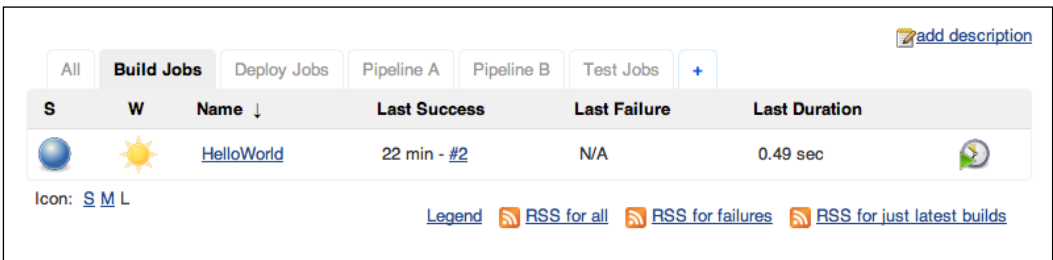 add description
All Build Jobs Deploy Jobs Pipeline A Pipeline B Test Jobs +
S W Name ↓ Last Success Last Failure Last Duration
HelloWorld 22 min - #2 N/A 0.49 sec
Icon: S M L
Legend RSS for all RSS for failures RSS for just latest builds